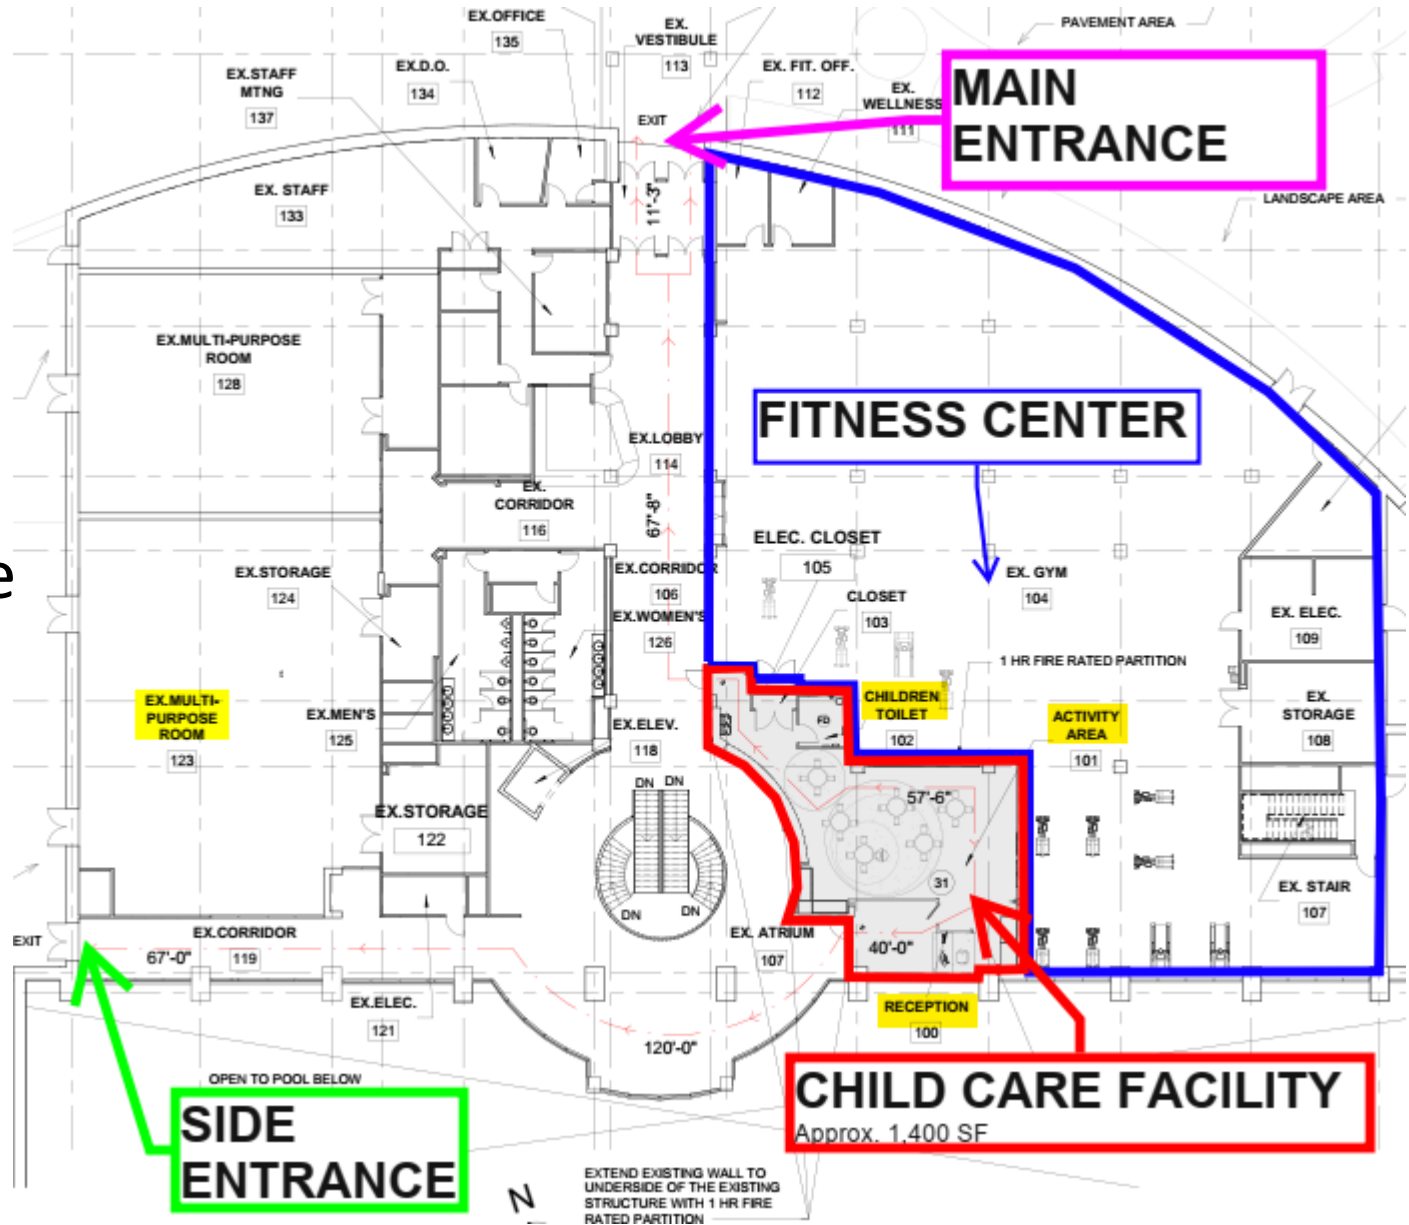 EX.OFFICE
135
EX.
VESTIBULE
113
PAVEMENT AREA
EX.STAFF
MTNG
137
EX.D.O.
134
EX. FIT. OFF.
112
EX.
WELLNESS
111
MAIN
ENTRANCE
EXIT
EX. STAFF
133
11'-3"
LANDSCAPE AREA
EX.MULTI-PURPOSE
ROOM
128
FITNESS CENTER
EX.LOBBY
114
EX.
CORRIDOR
116
67'-8"
ELEC. CLOSET
105
EX.STORAGE
124
EX.CORRIDOR
106
EX. GYM
104
CLOSET
103
EX.WOMEN'S
126
EX. ELEC.
109
1 HR FIRE RATED PARTITION
EX.MULTI-
PURPOSE
ROOM
123
EX.MEN'S
125
EX.ELEV.
118
FD
CHILDREN
TOILET
102
ACTIVITY
AREA
101
EX.
STORAGE
108
DN
DN
57'-6"
EX.STORAGE
122
31
EX. STAIR
107
DN
DN
EXIT
EX.CORRIDOR
119
67'-0"
EX. ATRIUM
107
40'-0"
EX.ELEC.
121
RECEPTION
100
120'-0"
OPEN TO POOL BELOW
SIDE
ENTRANCE
CHILD CARE FACILITY
Approx. 1,400 SF
EXTEND EXISTING WALL TO
UNDERSIDE OF THE EXISTING
STRUCTURE WITH 1 HR FIRE
RATED PARTITION
N
e